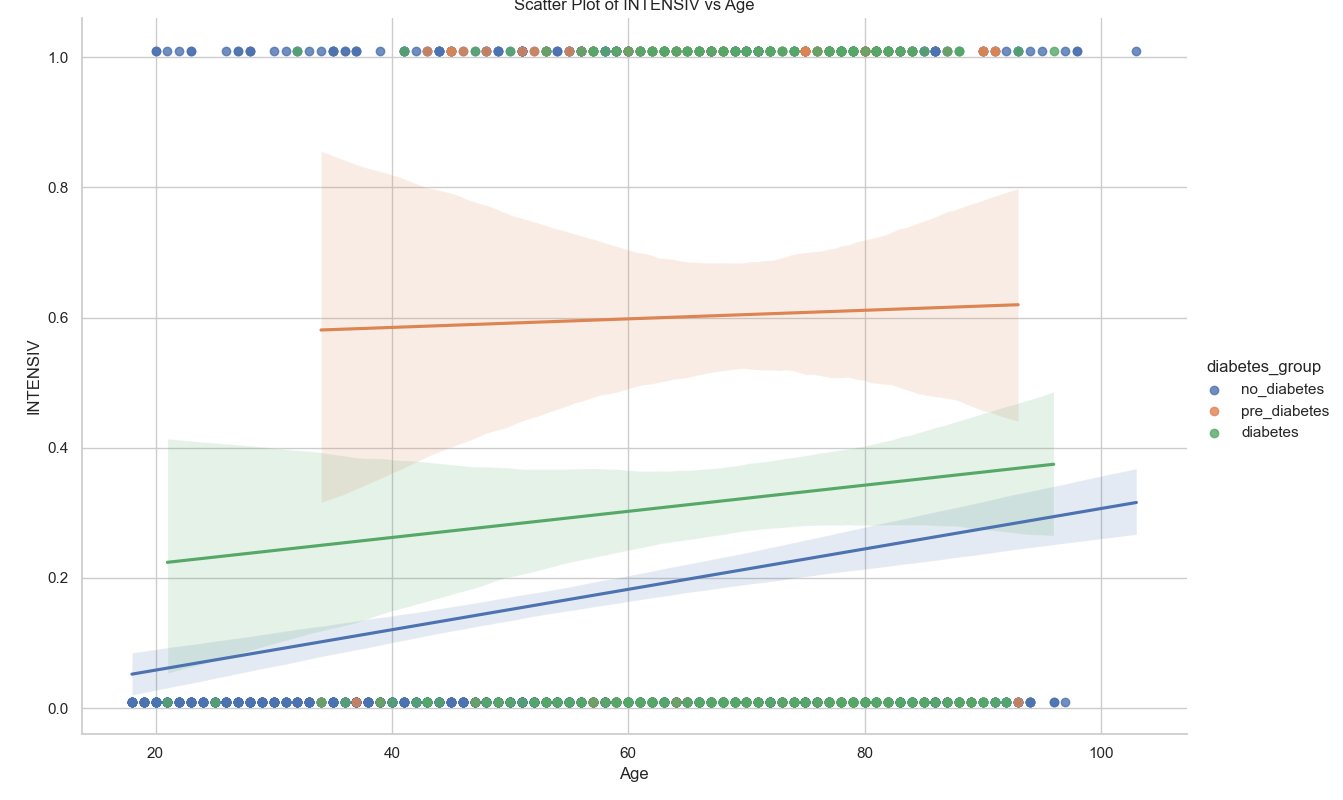 Scatter Plot of INTENSIV vs Age
1.0
0.8
0.6
0.4
0.2
0.0
INTENSIV
20 40 60 80 100
Age
diabetes_group
no_diabetes
pre_diabetes
diabetes